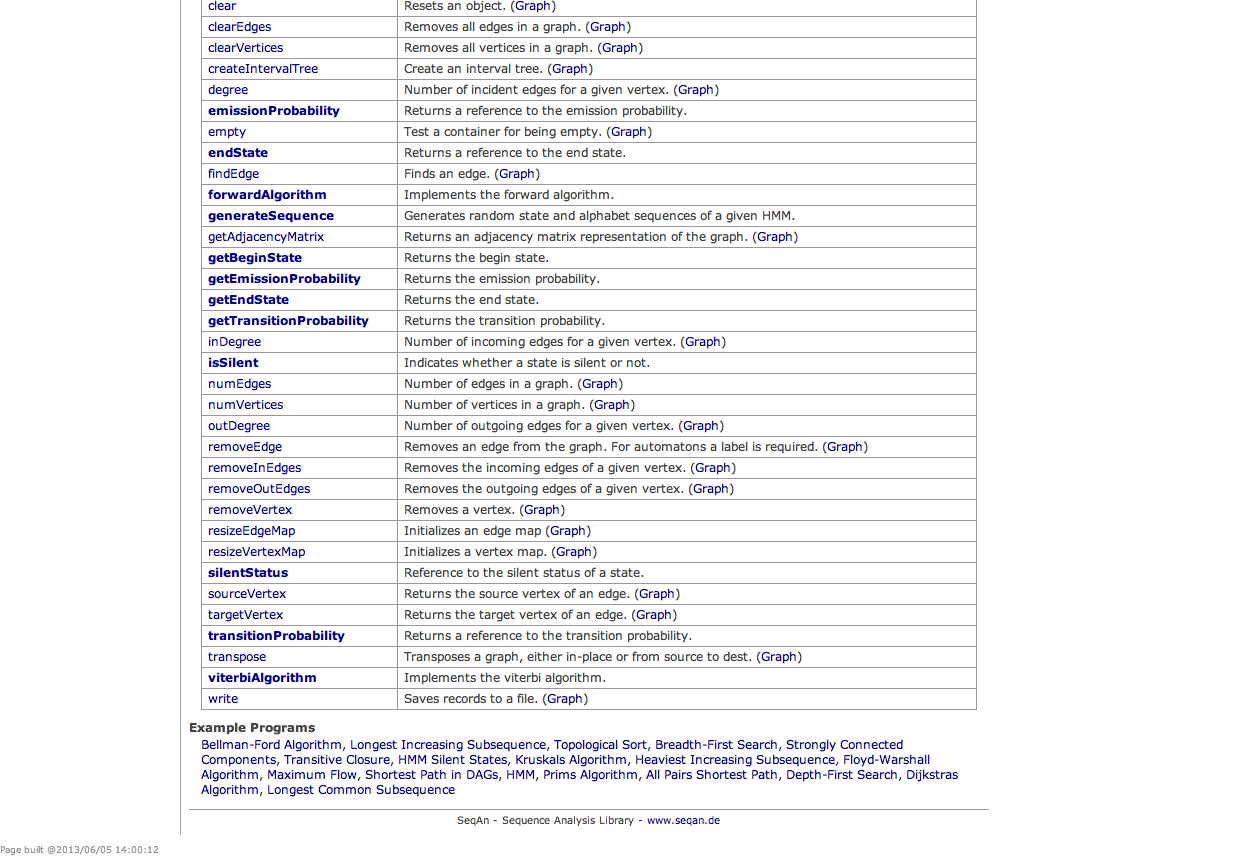 clear Resets an object. (Graph)
clearEdges Removes all edges in a graph. (Graph)
clearVertices Removes all vertices in a graph. (Graph)
createIntervalTree Create an interval tree. (Graph)
degree Number of incident edges for a given vertex. (Graph)
emissionProbability Returns a reference to the emission probability.
empty Test a container for being empty. (Graph)
endState Returns a reference to the end state.
findEdge Finds an edge. (Graph)
forwardAlgorithm Implements the forward algorithm.
generateSequence Generates random state and alphabet sequences of a given HMM.
getAdjacencyMatrix Returns an adjacency matrix representation of the graph. (Graph)
getBeginState Returns the begin state.
getEmissionProbability Returns the emission probability.
getEndState Returns the end state.
getTransitionProbability Returns the transition probability.
inDegree Number of incoming edges for a given vertex. (Graph)
isSilent Indicates whether a state is silent or not.
numEdges Number of edges in a graph. (Graph)
numVertices Number of vertices in a graph. (Graph)
outDegree Number of outgoing edges for a given vertex. (Graph)
removeEdge Removes an edge from the graph. For automatons a label is required. (Graph)
removeInEdges Removes the incoming edges of a given vertex. (Graph)
removeOutEdges Removes the outgoing edges of a given vertex. (Graph)
removeVertex Removes a vertex. (Graph)
resizeEdgeMap Initializes an edge map (Graph)
resizeVertexMap Initializes a vertex map. (Graph)
silentStatus Reference to the silent status of a state.
sourceVertex Returns the source vertex of an edge. (Graph)
targetVertex Returns the target vertex of an edge. (Graph)
transitionProbability Returns a reference to the transition probability.
transpose Transposes a graph, either in-place or from source to dest. (Graph)
viterbiAlgorithm Implements the viterbi algorithm.
write Saves records to a file. (Graph)
Example Programs
Bellman-Ford Algorithm, Longest Increasing Subsequence, Topological Sort, Breadth-First Search, Strongly Connected
Components, Transitive Closure, HMM Silent States, Kruskals Algorithm, Heaviest Increasing Subsequence, Floyd-Warshall
Algorithm, Maximum Flow, Shortest Path in DAGs, HMM, Prims Algorithm, All Pairs Shortest Path, Depth-First Search, Dijkstras
Algorithm, Longest Common Subsequence
SeqAn - Sequence Analysis Library - www.seqan.de
Page built @2013/06/05 14:00:12